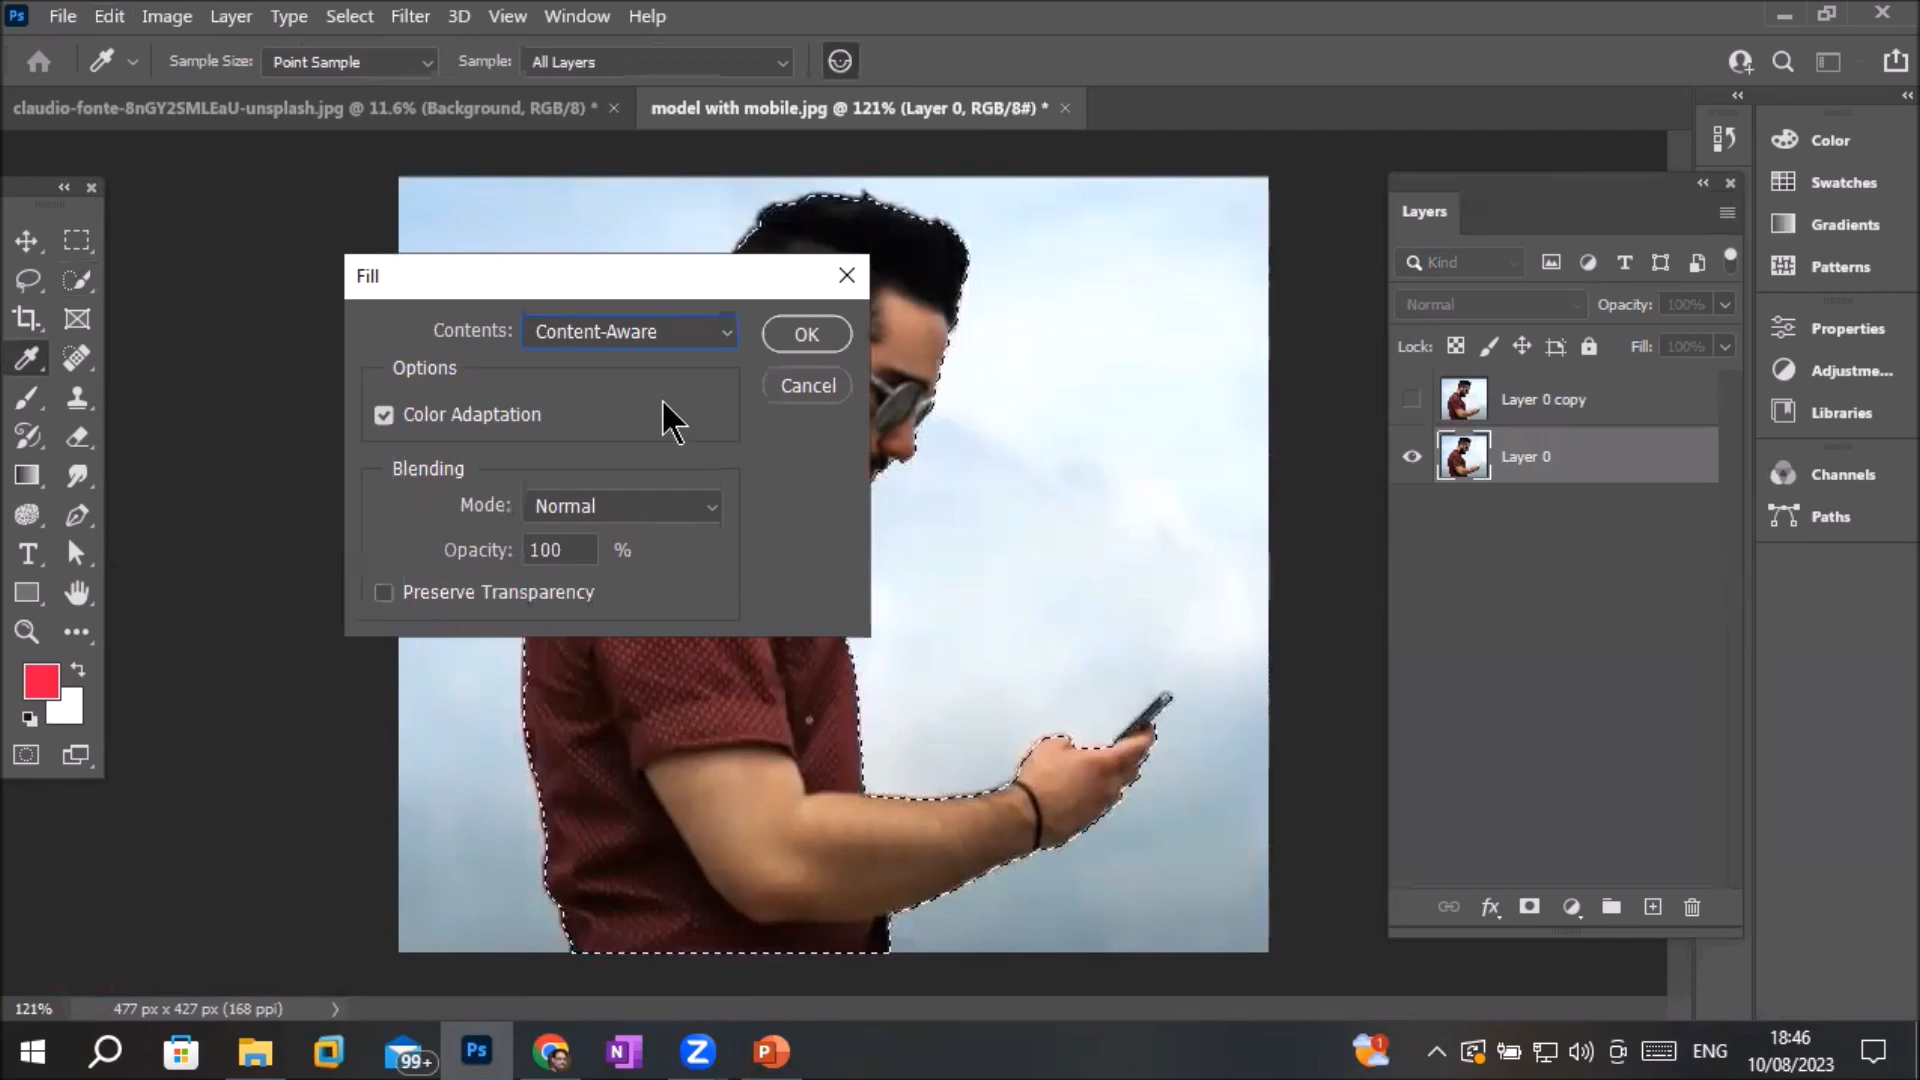 Ps File Edit Image Layer Type Select Filter 3D View Window Help
Sample Size: Point Sample Sample: All Layers
claudio-fonte-8nGY2SMLEaU-unsplash.jpg @ 11.6% (Background, RGB/8) * × model with mobile.jpg @ 121% (Layer 0, RGB/8#) * ×
Color
Swatches
Gradients
Patterns
Properties
Adjustme...
Libraries
Channels
Paths
Layers
Kind
Normal Opacity: 100%
Lock: Fill: 100%
Layer 0 copy
Layer 0
fx
Fill
Contents: Content-Aware OK
Options
Cancel
Color Adaptation
Blending
Mode: Normal
Opacity: 100 %
Preserve Transparency
T
121% 477 px x 427 px (168 ppi)
99+ Ps N Z P 1 ENG 18:46
10/08/2023